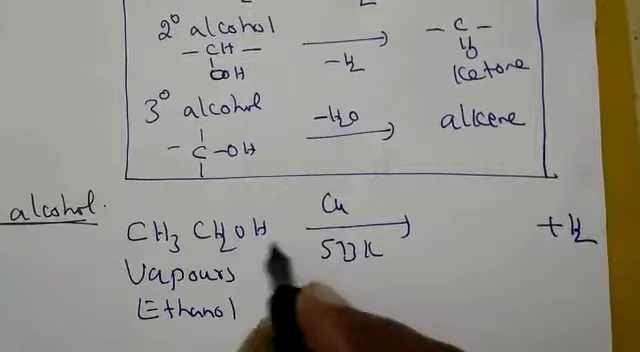 2° alcohol
- CH - -H₂ - C -
OH O
Ketone
3° alcohol -H₂O alkene
- C - OH
alcohol.
CH₃ CH₂OH Cu + H₂
573K
Vapours
Ethanol